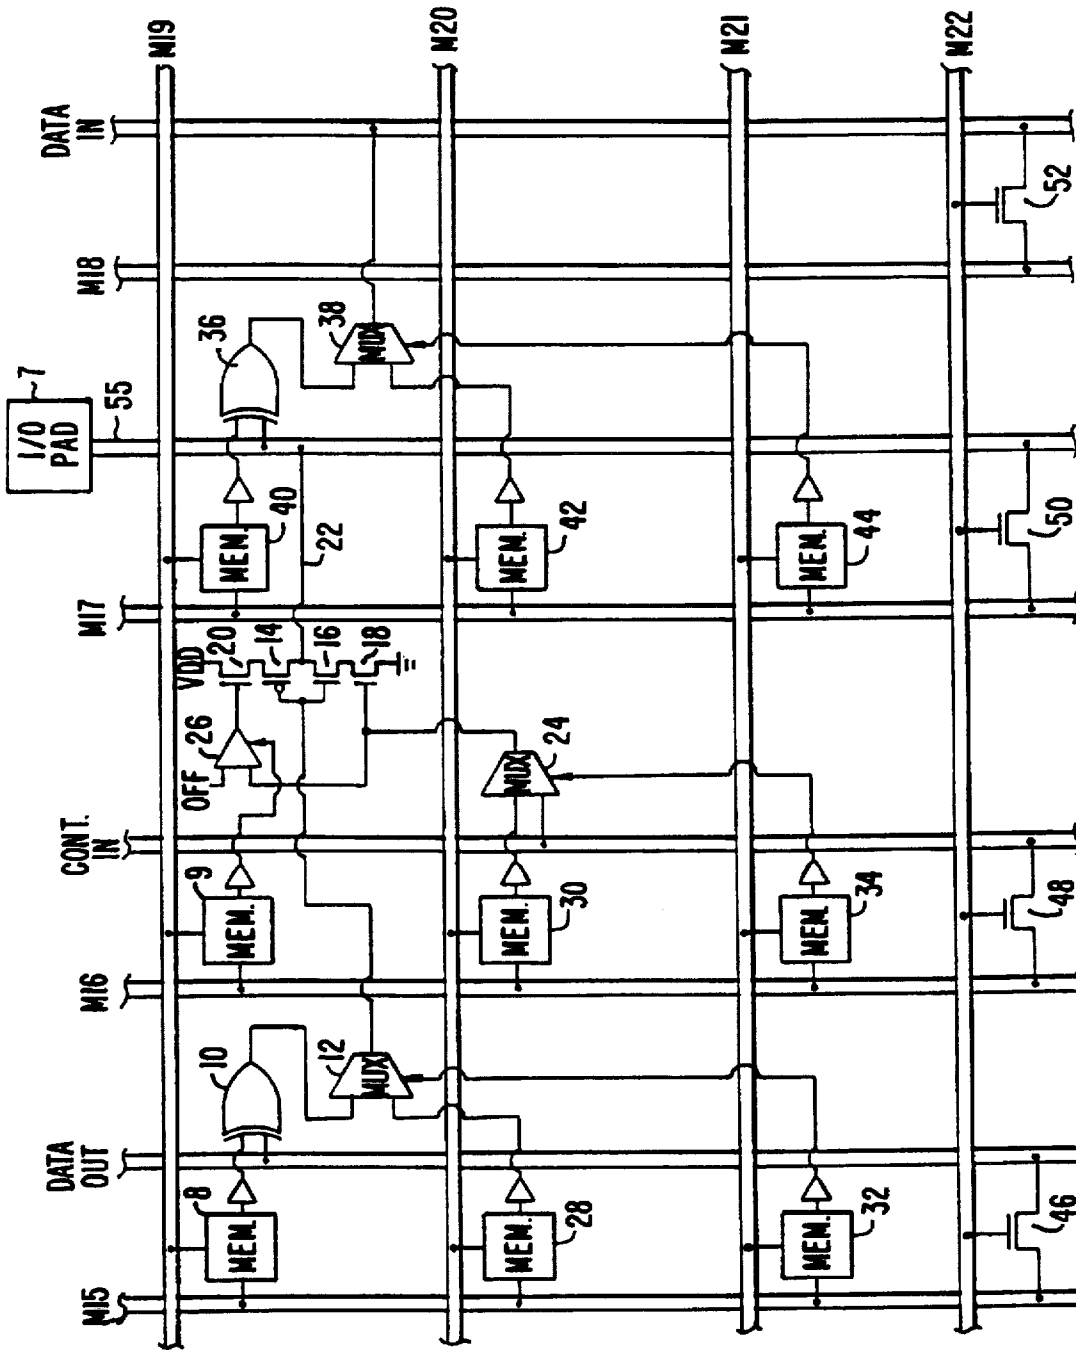 I/O
PAD
7
55
DATA
IN
M18
M17
CONT.
IN
M16
DATA
OUT
M15
M19
M20
M21
M22
36
38
MUX
MEM.
40
22
MEM.
42
MEM.
44
VDD
20
14
16
18
26
OFF
9
MEM.
24
MUX
MEM.
30
MEM.
34
10
12
MUX
8
MEM.
MEM.
28
MEM.
32
52
50
48
46